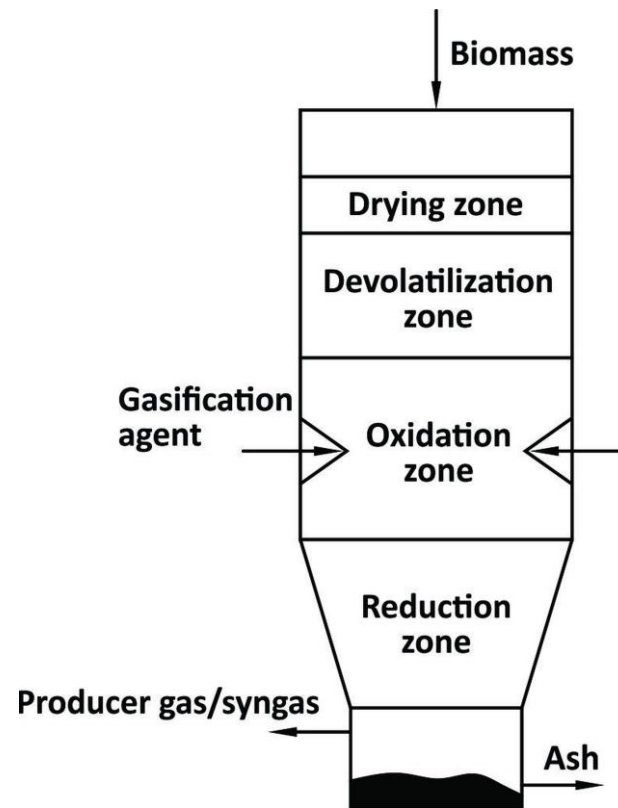 Biomass
Drying zone
Devolatilization
zone
Gasification
agent
Oxidation
zone
Reduction
zone
Producer gas/syngas
Ash